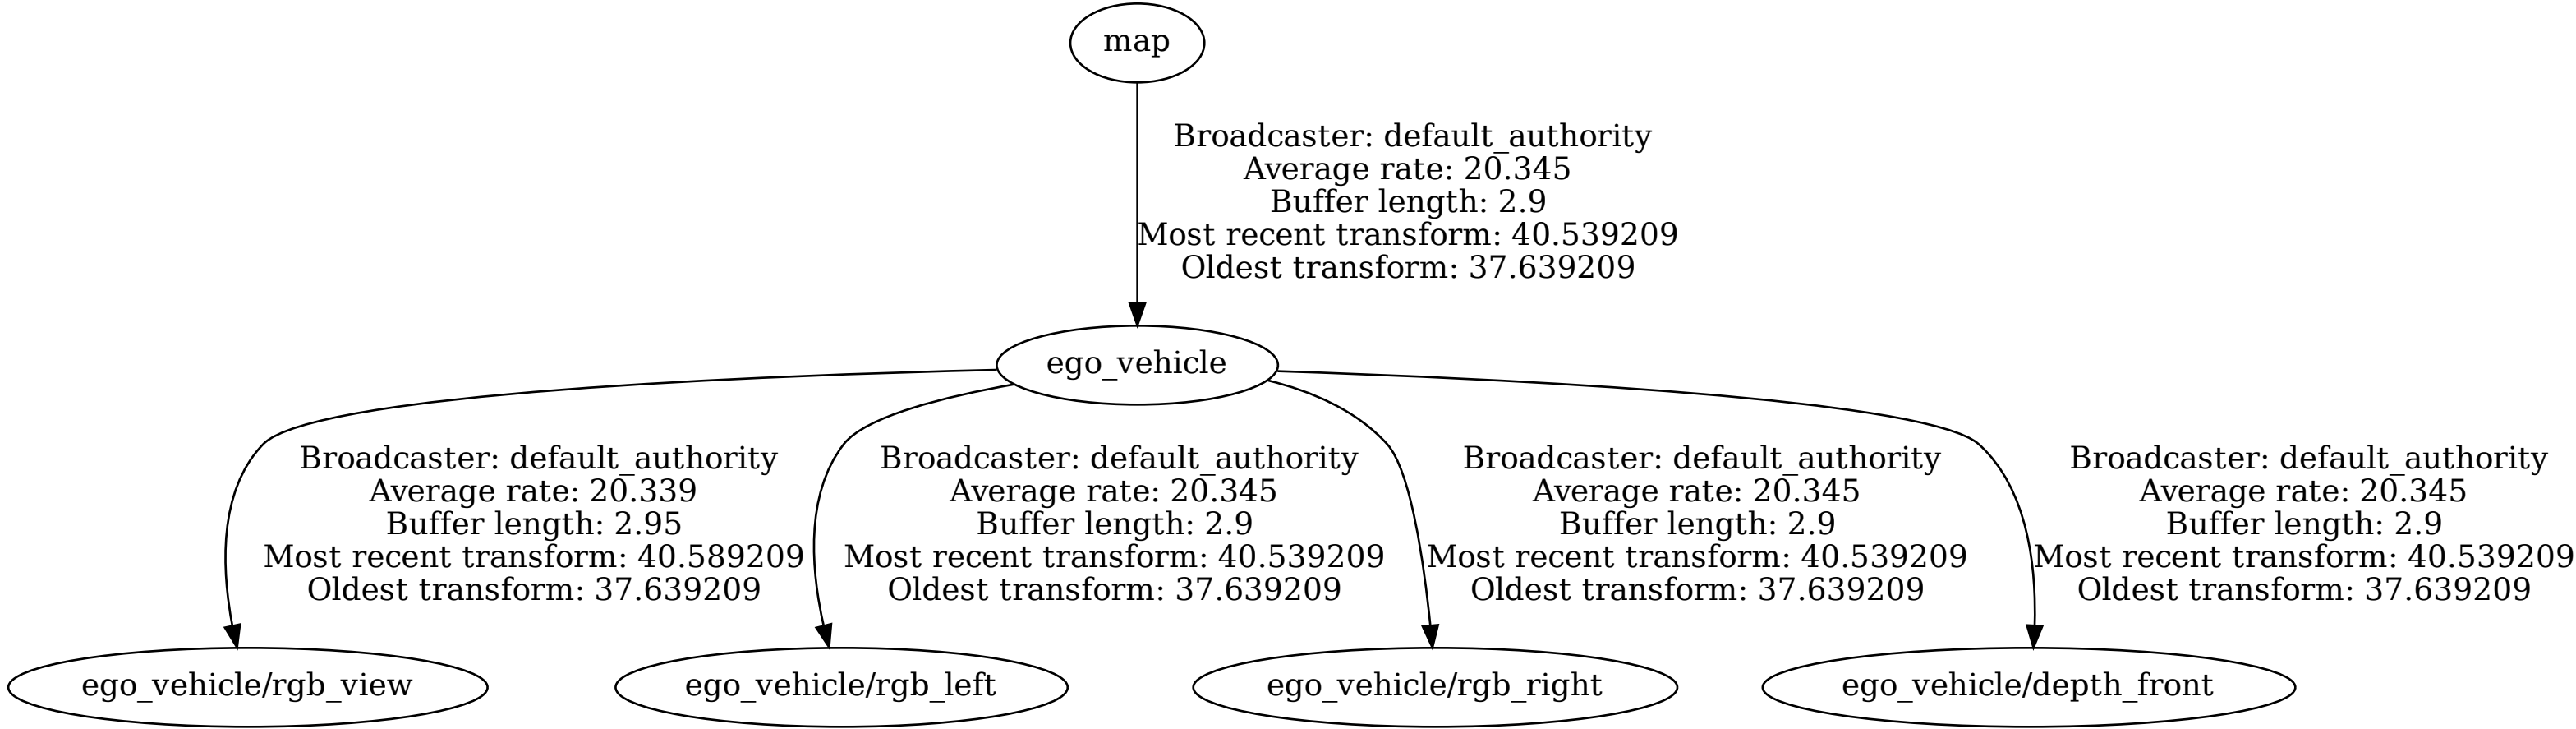 map
Broadcaster: default_authority
Average rate: 20.345
Buffer length: 2.9
Most recent transform: 40.539209
Oldest transform: 37.639209
ego_vehicle
Broadcaster: default_authority
Average rate: 20.339
Buffer length: 2.95
Most recent transform: 40.589209
Oldest transform: 37.639209
Broadcaster: default_authority
Average rate: 20.345
Buffer length: 2.9
Most recent transform: 40.539209
Oldest transform: 37.639209
Broadcaster: default_authority
Average rate: 20.345
Buffer length: 2.9
Most recent transform: 40.539209
Oldest transform: 37.639209
Broadcaster: default_authority
Average rate: 20.345
Buffer length: 2.9
Most recent transform: 40.539209
Oldest transform: 37.639209
ego_vehicle/rgb_view
ego_vehicle/rgb_left
ego_vehicle/rgb_right
ego_vehicle/depth_front